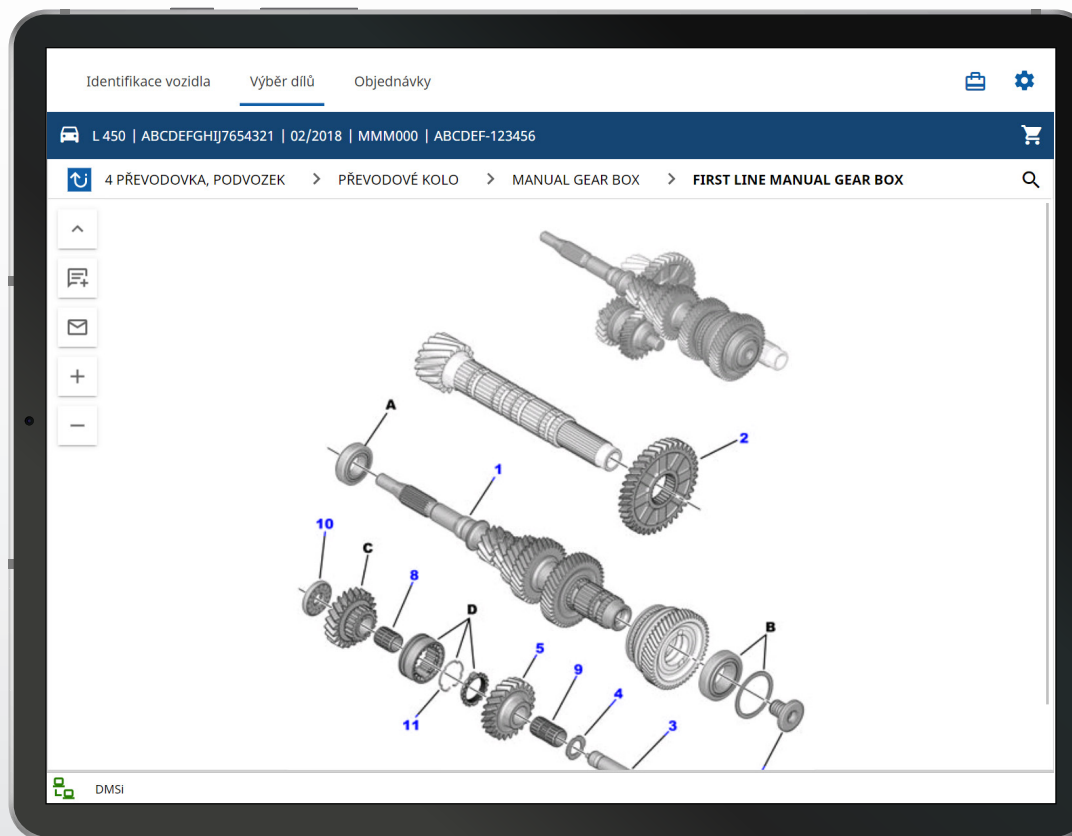 Identifikace vozidla Výběr dílů Objednávky
L 450 | ABCDEFGHIJ7654321 | 02/2018 | MMM000 | ABCDEF-123456
4 PŘEVODOVKA, PODVOZEK > PŘEVODOVÉ KOLO > MANUAL GEAR BOX > FIRST LINE MANUAL GEAR BOX
A
2
1
10
C
8
D
B
5
9
4
11
3
DMSi